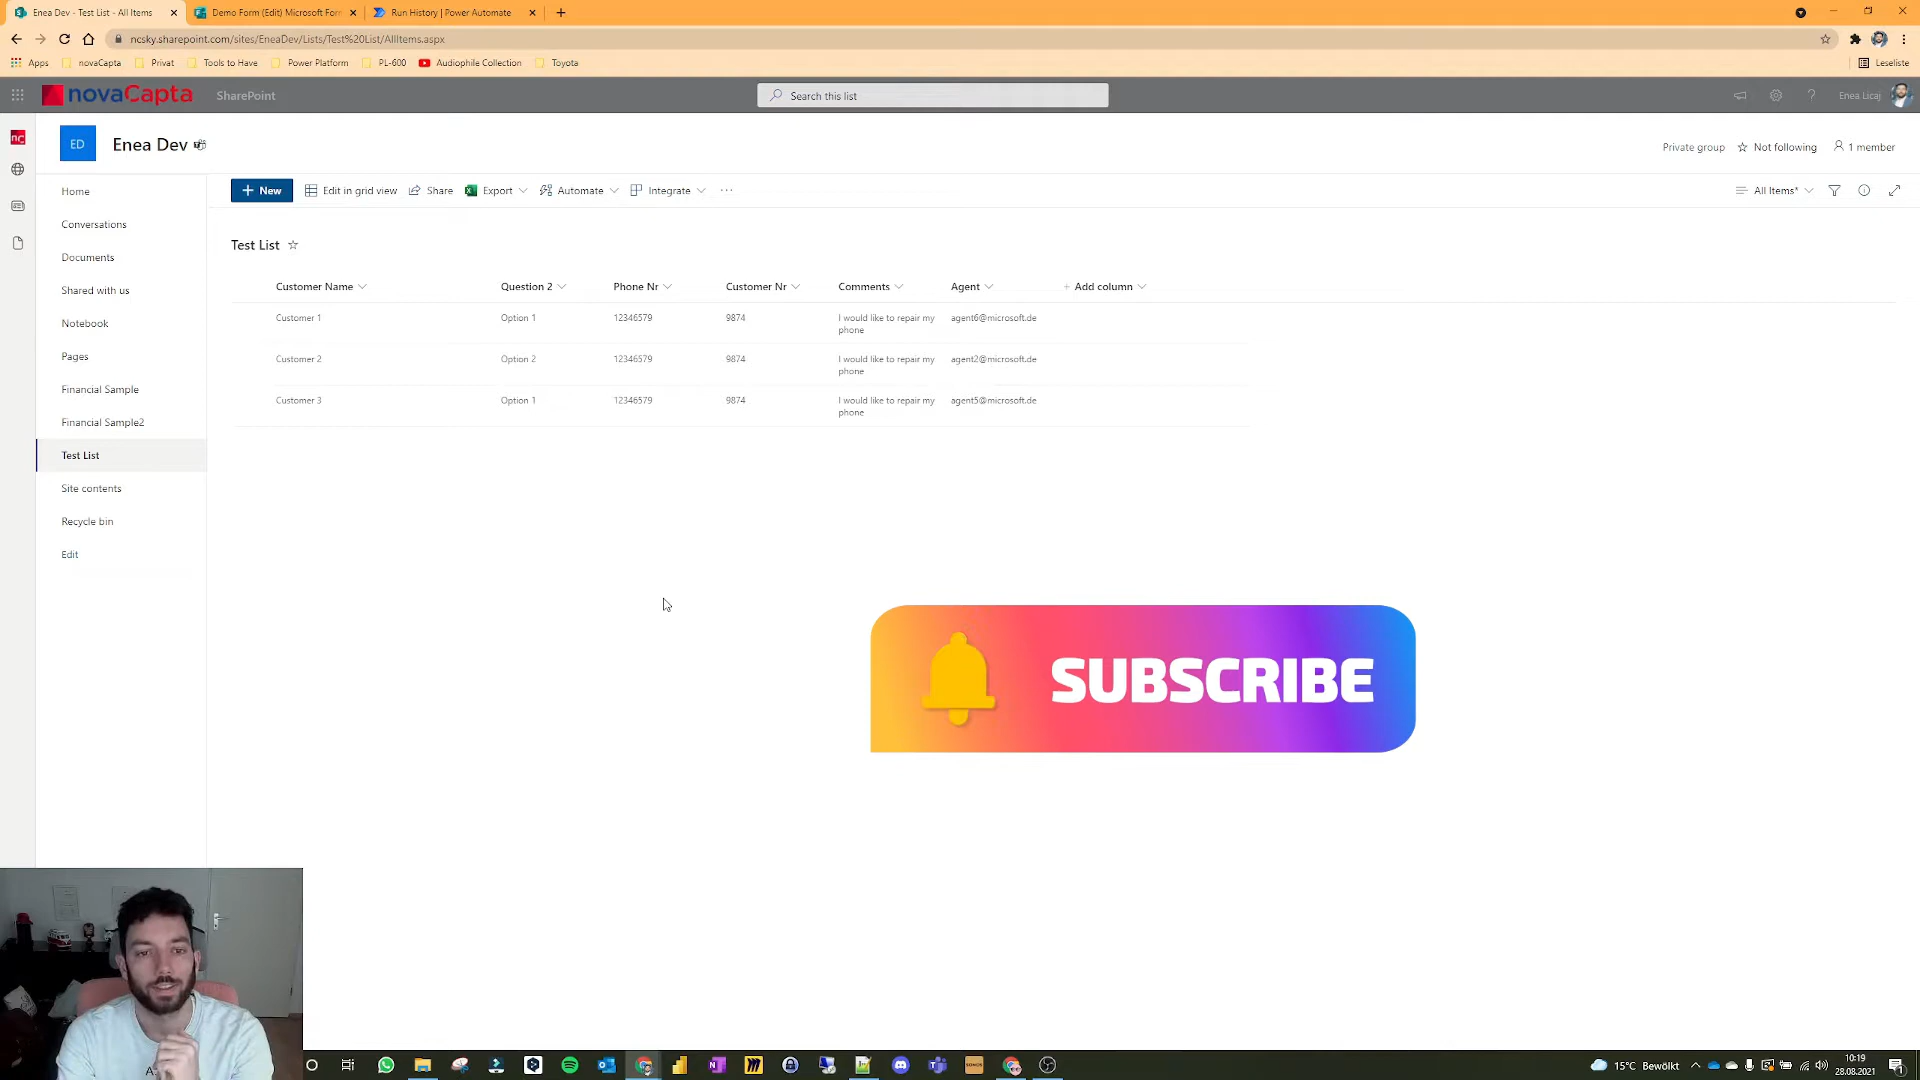 Enea Dev - Test List - All Items
Demo Form (Edit) Microsoft For
Run History | Power Automate
ncsky.sharepoint.com/sites/EneaDev/Lists/Test%20List/AllItems.aspx
Apps novaCapta Privat Tools to Have Power Platform PL-600 Audiophile Collection Toyota Leseliste
novaCapta SharePoint Search this list Enea Licaj
nc
ED Enea Dev Private group Not following 1 member
New Edit in grid view Share Export Automate Integrate ... All Items*
Home
Conversations
Documents
Shared with us
Notebook
Pages
Financial Sample
Financial Sample2
Test List
Site contents
Recycle bin
Edit
Test List
Customer Name Question 2 Phone Nr Customer Nr Comments Agent + Add column
Customer 1 Option 1 12346579 9874 I would like to repair my agent6@microsoft.de
phone
Customer 2 Option 2 12346579 9874 I would like to repair my agent2@microsoft.de
phone
Customer 3 Option 1 12346579 9874 I would like to repair my agent5@microsoft.de
phone
SUBSCRIBE
15°C Bewölkt
10:19
28.08.2021